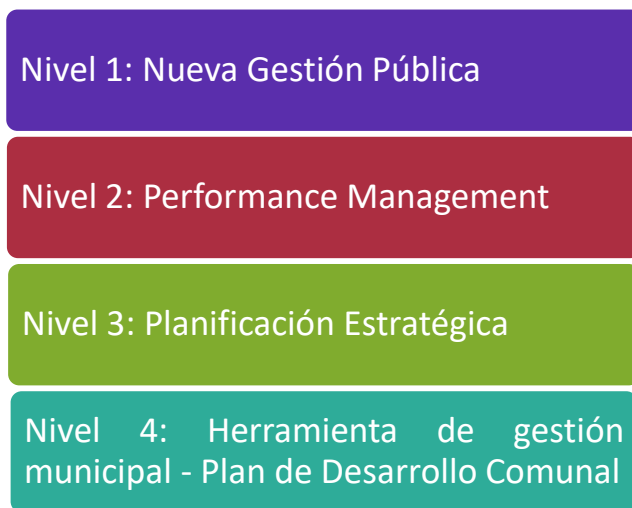 Nivel 1: Nueva Gestión Pública
Nivel 2: Performance Management
Nivel 3: Planificación Estratégica
Nivel 4: Herramienta de gestión
municipal - Plan de Desarrollo Comunal